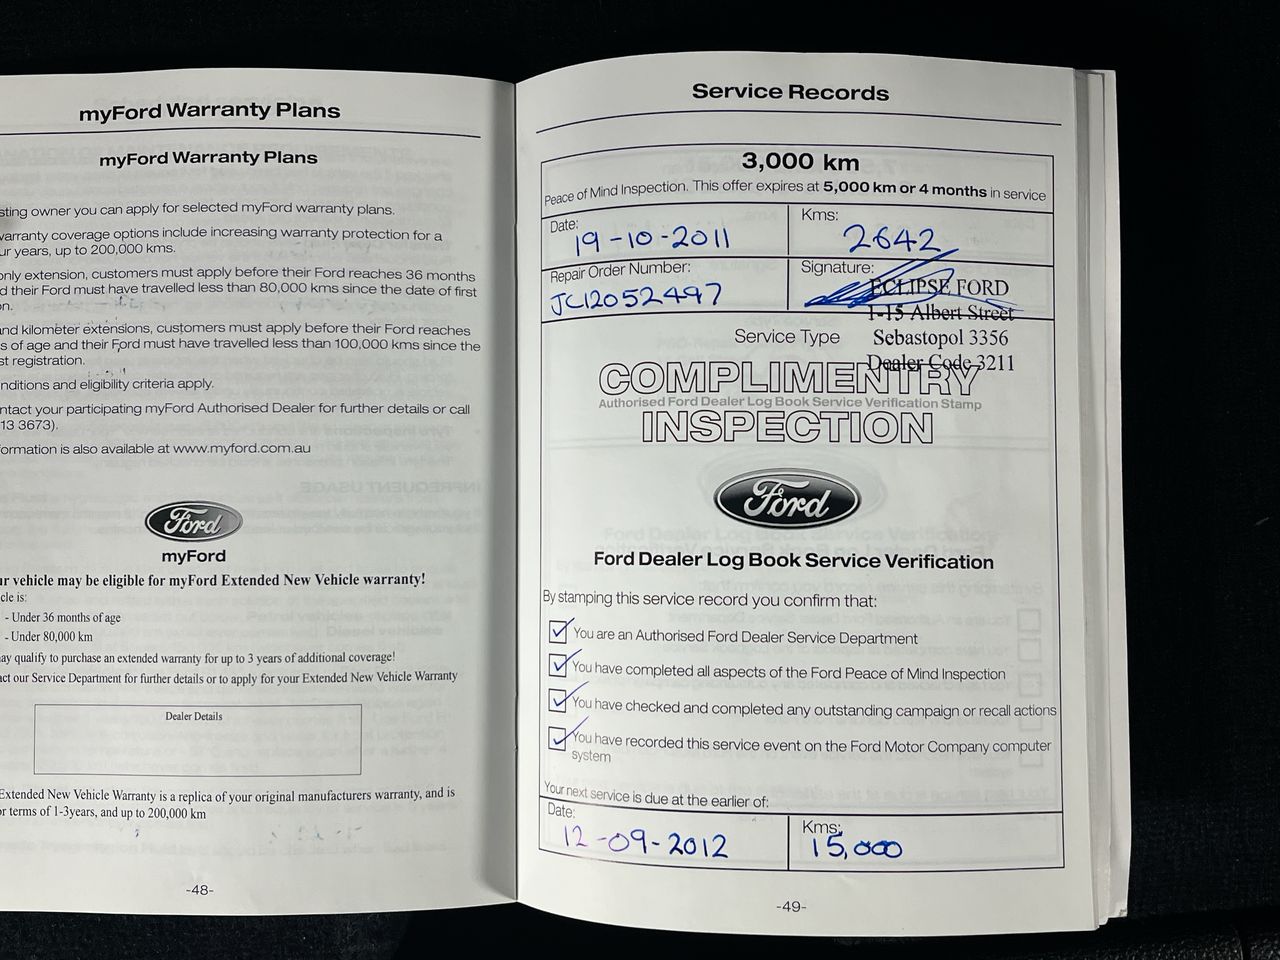 myFord Warranty Plans
myFord Warranty Plans
sting owner you can apply for selected myFord warranty plans.
warranty coverage options include increasing warranty protection for a
ur years, up to 200,000 kms.
only extension, customers must apply before their Ford reaches 36 months
d their Ford must have travelled less than 80,000 kms since the date of first
on.
and kilometer extensions, customers must apply before their Ford reaches
s of age and their Ford must have travelled less than 100,000 kms since the
st registration.
nditions and eligibility criteria apply.
ntact your participating myFord Authorised Dealer for further details or call
13 3673).
formation is also available at www.myford.com.au
Ford
myFord
ur vehicle may be eligible for myFord Extended New Vehicle warranty!
cle is:
- Under 36 months of age
- Under 80,000 km
ay qualify to purchase an extended warranty for up to 3 years of additional coverage!
act our Service Department for further details or to apply for your Extended New Vehicle Warranty
Dealer Details
Extended New Vehicle Warranty is a replica of your original manufacturers warranty, and is
or terms of 1-3years, and up to 200,000 km
-48-
Service Records
3,000 km
Peace of Mind Inspection. This offer expires at 5,000 km or 4 months in service
Date: 19-10-2011
Kms: 2642
Repair Order Number: JC12052497
Signature:
ECLIPSE FORD
1-15 Albert Street
Sebastopol 3356
Dealer Code 3211
Service Type
COMPLIMENTRY
Authorised Ford Dealer Log Book Service Verification Stamp
INSPECTION
Ford
Ford Dealer Log Book Service Verification
By stamping this service record you confirm that:
You are an Authorised Ford Dealer Service Department
You have completed all aspects of the Ford Peace of Mind Inspection
You have checked and completed any outstanding campaign or recall actions
You have recorded this service event on the Ford Motor Company computer
system
Your next service is due at the earlier of:
Date: 12-09-2012
Kms: 15,000
-49-